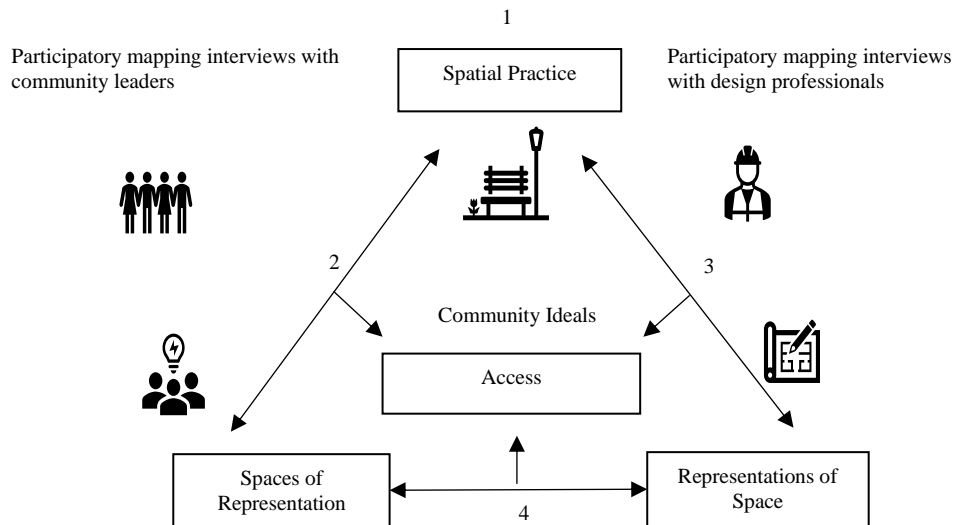 1
Participatory mapping interviews with
community leaders
Spatial Practice
Participatory mapping interviews
with design professionals
2
3
Community Ideals
Access
Spaces of
Representation
Representations of
Space
4